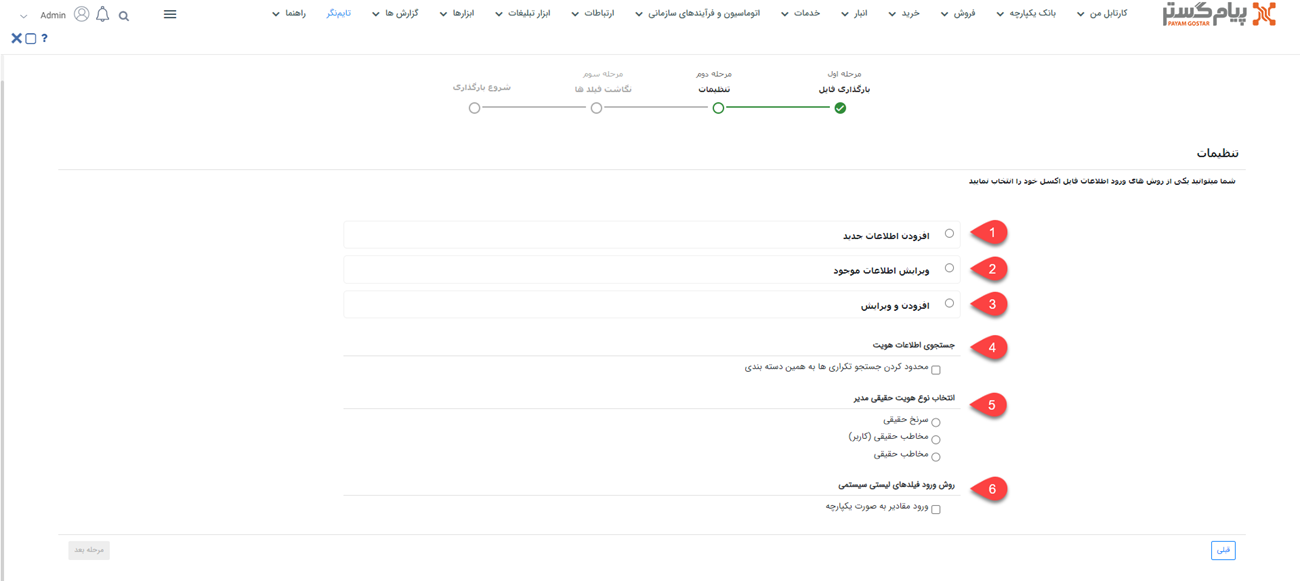 پیام گستر
PAYAM GOSTAR
کارتابل من
بانک یکپارچه
فروش
خرید
انبار
خدمات
اتوماسیون و فرآیندهای سازمانی
ارتباطات
ابزار تبلیغات
ابزارها
گزارش ها
تایم‌نگر
راهنما
Admin
?
مرحله اول
بارگذاری فایل
مرحله دوم
تنظیمات
مرحله سوم
نگاشت فیلد ها
شروع بارگذاری
تنظیمات
شما میتوانید یکی از روش های ورود اطلاعات فایل اکسل خود را انتخاب نمایید
1 افزودن اطلاعات جدید
2 ویرایش اطلاعات موجود
3 افزودن و ویرایش
4 جستجوی اطلاعات هویت
محدود کردن جستجو تکراری ها به همین دسته بندی
5 انتخاب نوع هویت حقیقی مدیر
سرنخ حقیقی
مخاطب حقیقی (کاربر)
مخاطب حقیقی
6 روش ورود فیلدهای لیستی سیستمی
ورود مقادیر به صورت یکپارچه
قبلی
مرحله بعد